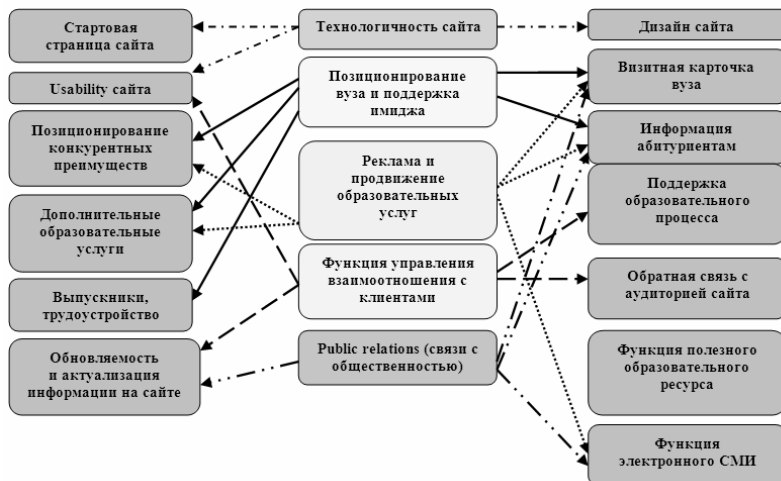 Стартовая
страница сайта
Usability сайта
Позиционирование
конкурентных
преимуществ
Дополнительные
образовательные
услуги
Выпускники,
трудоустройство
Обновляемость
и актуализация
информации на сайте
Технологичность сайта
Позиционирование
вуза и поддержка
имиджа
Реклама и
продвижение
образовательных
услуг
Функция управления
взаимоотношения с
клиентами
Public relations (связи с
общественностью)
Дизайн сайта
Визитная карточка
вуза
Информация
абитуриентам
Поддержка
образовательного
процесса
Обратная связь с
аудиторией сайта
Функция полезного
образовательного
ресурса
Функция
электронного СМИ